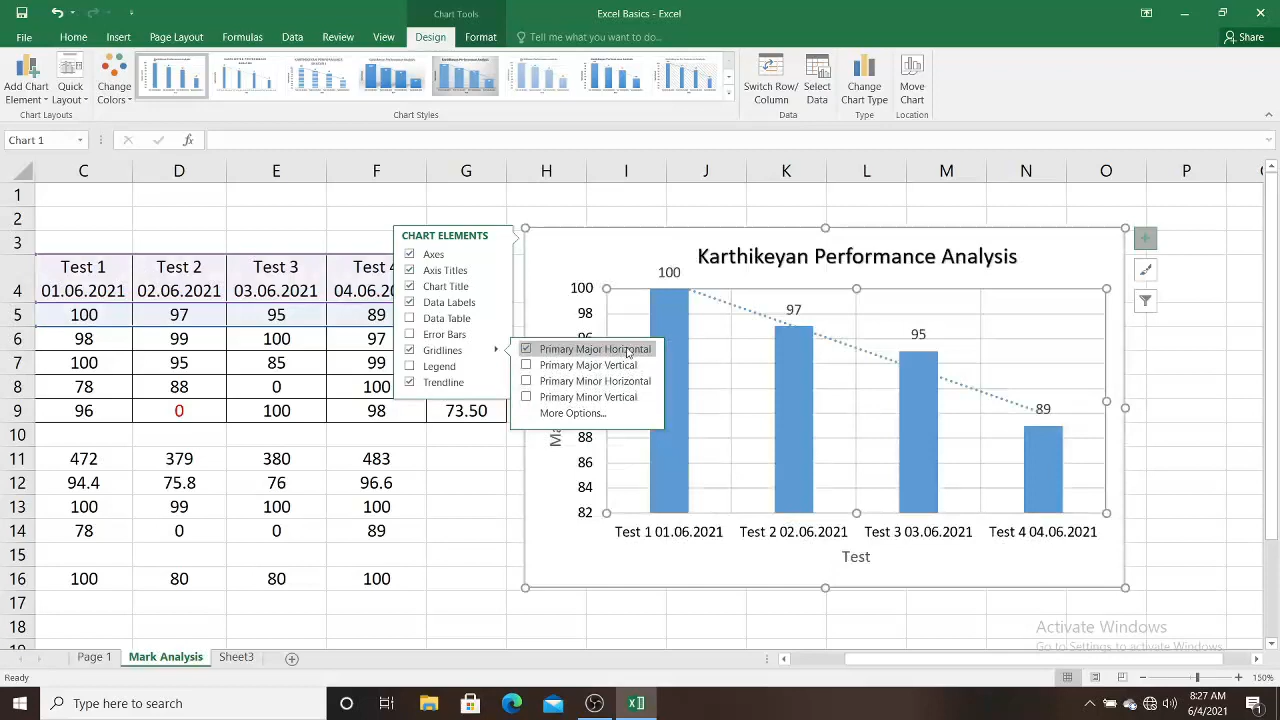 Chart Tools
Excel Basics - Excel
File Home Insert Page Layout Formulas Data Review View Design Format Tell me what you want to do... Share
Add Chart Element
Quick Layout
Change Colors
Switch Row/ Column
Select Data
Change Chart Type
Move Chart
Chart Layouts Chart Styles Data Type Location
Chart 1 fx
C D E F G H I J K L M N O P
1
2
3
Test 1 Test 2 Test 3 Test 4
4 01.06.2021 02.06.2021 03.06.2021 04.06.20
5 100 97 95 89
6 98 99 100 97
7 100 95 85 99
8 78 88 0 100
9 96 0 100 98 73.50
10
11 472 379 380 483
12 94.4 75.8 76 96.6
13 100 99 100 100
14 78 0 0 89
15
16 100 80 80 100
17
18
CHART ELEMENTS
Axes
Axis Titles
Chart Title
Data Labels
Data Table
Error Bars
Gridlines
Legend
Trendline
Primary Major Horizontal
Primary Major Vertical
Primary Minor Horizontal
Primary Minor Vertical
More Options...
Karthikeyan Performance Analysis
100
98
88
86
84
82
100
97
95
89
Test 1 01.06.2021 Test 2 02.06.2021 Test 3 03.06.2021 Test 4 04.06.2021
Test
Activate Windows
Go to Settings to activate Windows.
Page 1 Mark Analysis Sheet3
Ready
150%
Type here to search
8:27 AM
6/4/2021